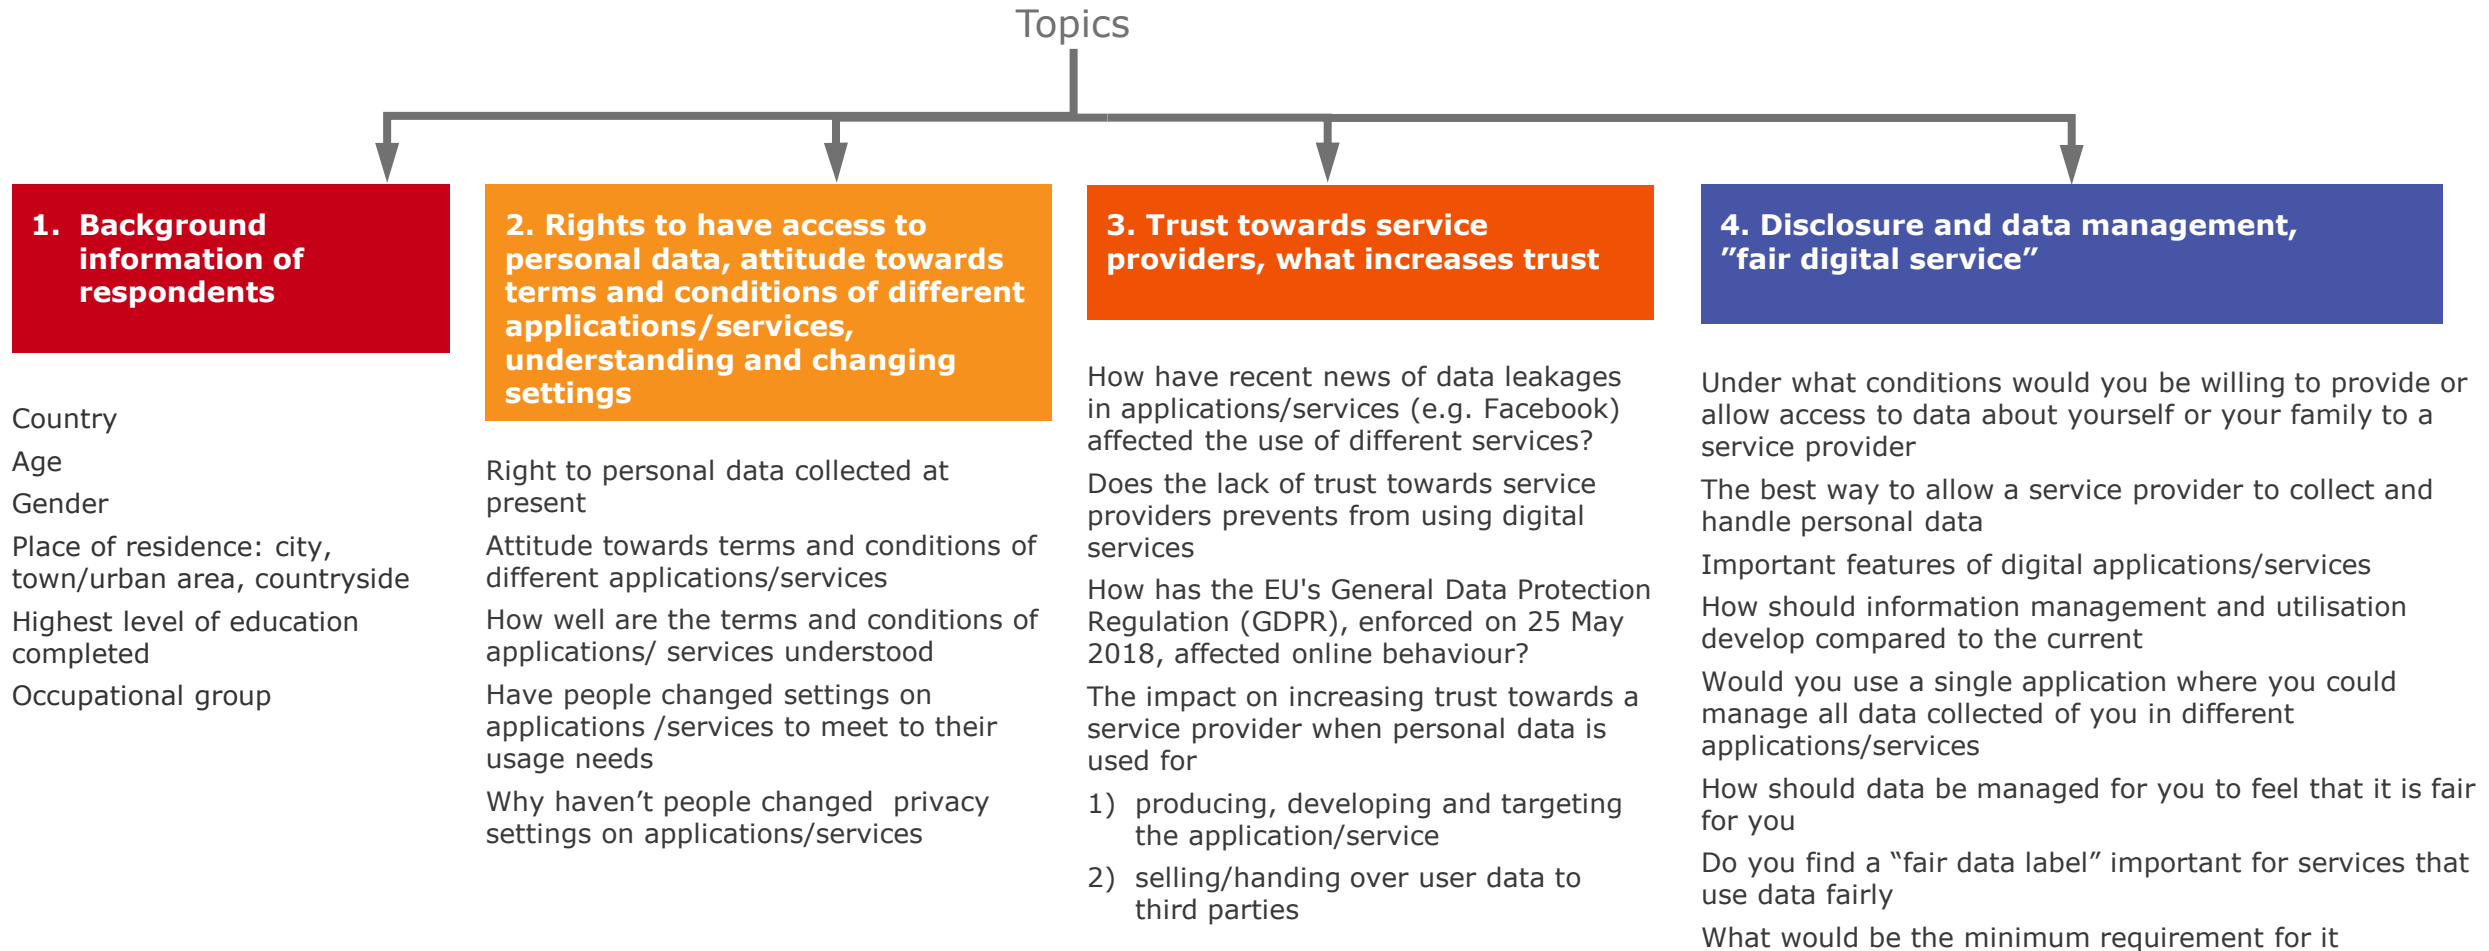 Topics
1. Background
information of
respondents
Country
Age
Gender
Place of residence: city,
town/urban area, countryside
Highest level of education
completed
Occupational group
2. Rights to have access to
personal data, attitude towards
terms and conditions of different
applications/services,
understanding and changing
settings
Right to personal data collected at
present
Attitude towards terms and conditions of
different applications/services
How well are the terms and conditions of
applications/ services understood
Have people changed settings on
applications /services to meet to their
usage needs
Why haven’t people changed  privacy
settings on applications/services
3. Trust towards service
providers, what increases trust
How have recent news of data leakages
in applications/services (e.g. Facebook)
affected the use of different services?
Does the lack of trust towards service
providers prevents from using digital
services
How has the EU's General Data Protection
Regulation (GDPR), enforced on 25 May
2018, affected online behaviour?
The impact on increasing trust towards a
service provider when personal data is
used for
1) producing, developing and targeting
the application/service
2) selling/handing over user data to
third parties
4. Disclosure and data management,
”fair digital service”
Under what conditions would you be willing to provide or
allow access to data about yourself or your family to a
service provider
The best way to allow a service provider to collect and
handle personal data
Important features of digital applications/services
How should information management and utilisation
develop compared to the current
Would you use a single application where you could
manage all data collected of you in different
applications/services
How should data be managed for you to feel that it is fair
for you
Do you find a “fair data label” important for services that
use data fairly
What would be the minimum requirement for it